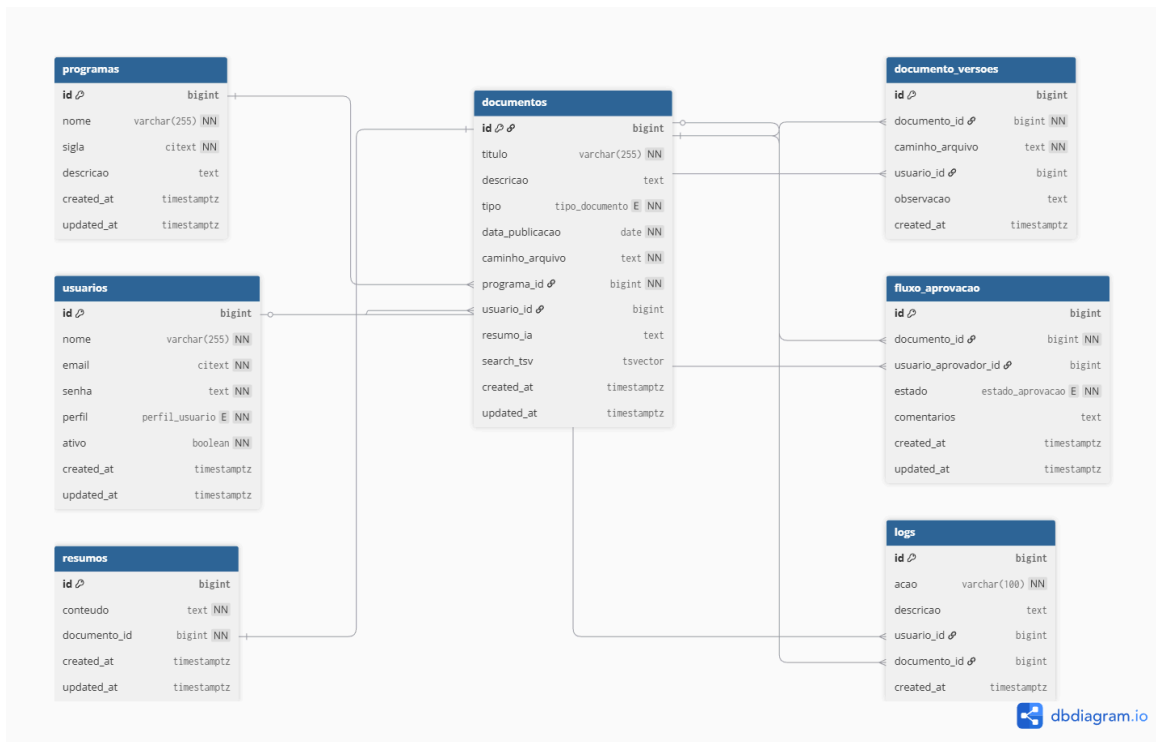 programas
id bigint
nome varchar(255) NN
sigla citext NN
descricao text
created_at timestamptz
updated_at timestamptz
usuarios
id bigint
nome varchar(255) NN
email citext NN
senha text NN
perfil perfil_usuario E NN
ativo boolean NN
created_at timestamptz
updated_at timestamptz
resumos
id bigint
conteudo text NN
documento_id bigint NN
created_at timestamptz
updated_at timestamptz
documentos
id bigint
titulo varchar(255) NN
descricao text
tipo tipo_documento E NN
data_publicacao date NN
caminho_arquivo text NN
programa_id bigint NN
usuario_id bigint
resumo_ia text
search_tsv tsvector
created_at timestamptz
updated_at timestamptz
documento_versoes
id bigint
documento_id bigint NN
caminho_arquivo text NN
usuario_id bigint
observacao text
created_at timestamptz
fluxo_aprovacao
id bigint
documento_id bigint NN
usuario_aprovador_id bigint
estado estado_aprovacao E NN
comentarios text
created_at timestamptz
updated_at timestamptz
logs
id bigint
acao varchar(100) NN
descricao text
usuario_id bigint
documento_id bigint
created_at timestamptz
dbdiagram.io